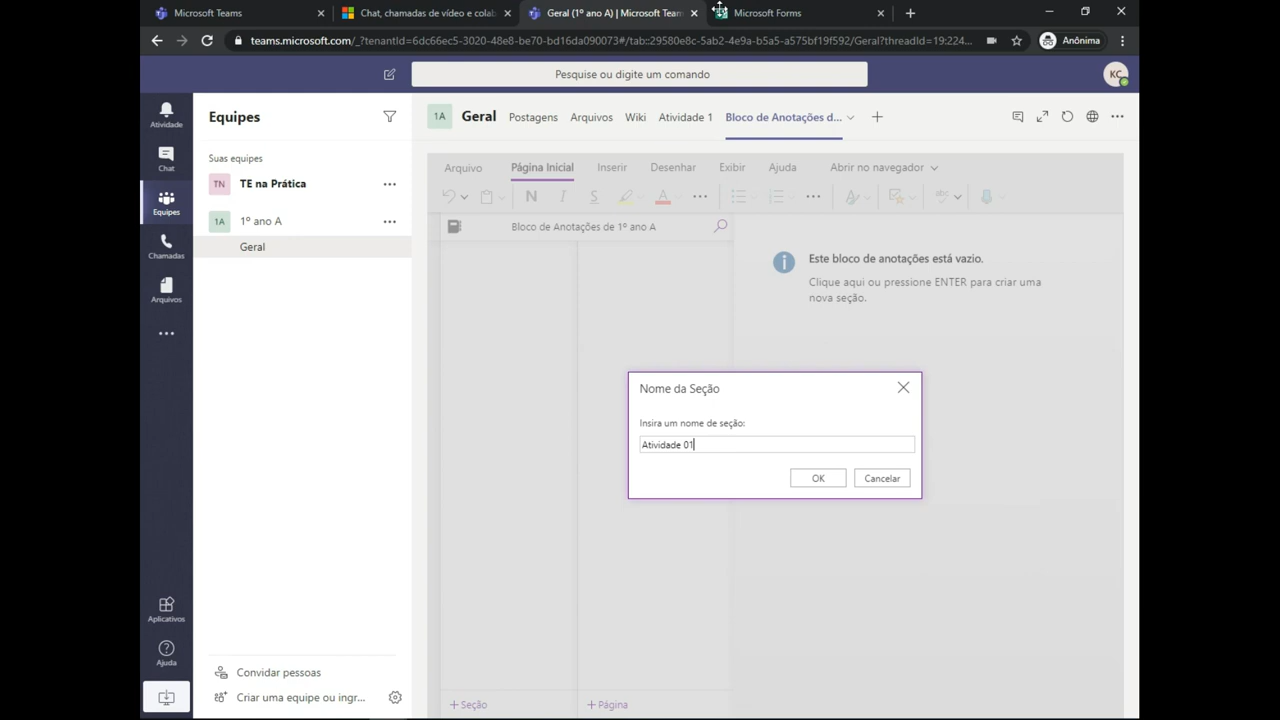 Microsoft Teams
Chat, chamadas de vídeo e colab
Geral (1º ano A) | Microsoft Teams
Microsoft Forms
teams.microsoft.com/_?tenantId=6dc66ec5-3020-48e8-be70-bd16da090073#/tab::29580e8c-5ab2-4e9a-b5a5-a575bf19f592/Geral?threadId=19:224...
Anônima
Pesquise ou digite um comando
KC
Atividade
Chat
Equipes
Chamadas
Arquivos
Aplicativos
Ajuda
Equipes
Suas equipes
TN TE na Prática
1A 1º ano A
Geral
Convidar pessoas
Criar uma equipe ou ingr...
1A Geral Postagens Arquivos Wiki Atividade 1 Bloco de Anotações d...
Arquivo Página Inicial Inserir Desenhar Exibir Ajuda Abrir no navegador
N I S A abc
Bloco de Anotações de 1º ano A
Este bloco de anotações está vazio.
Clique aqui ou pressione ENTER para criar uma
nova seção.
Nome da Seção
Insira um nome de seção:
Atividade 01
OK Cancelar
+ Seção + Página